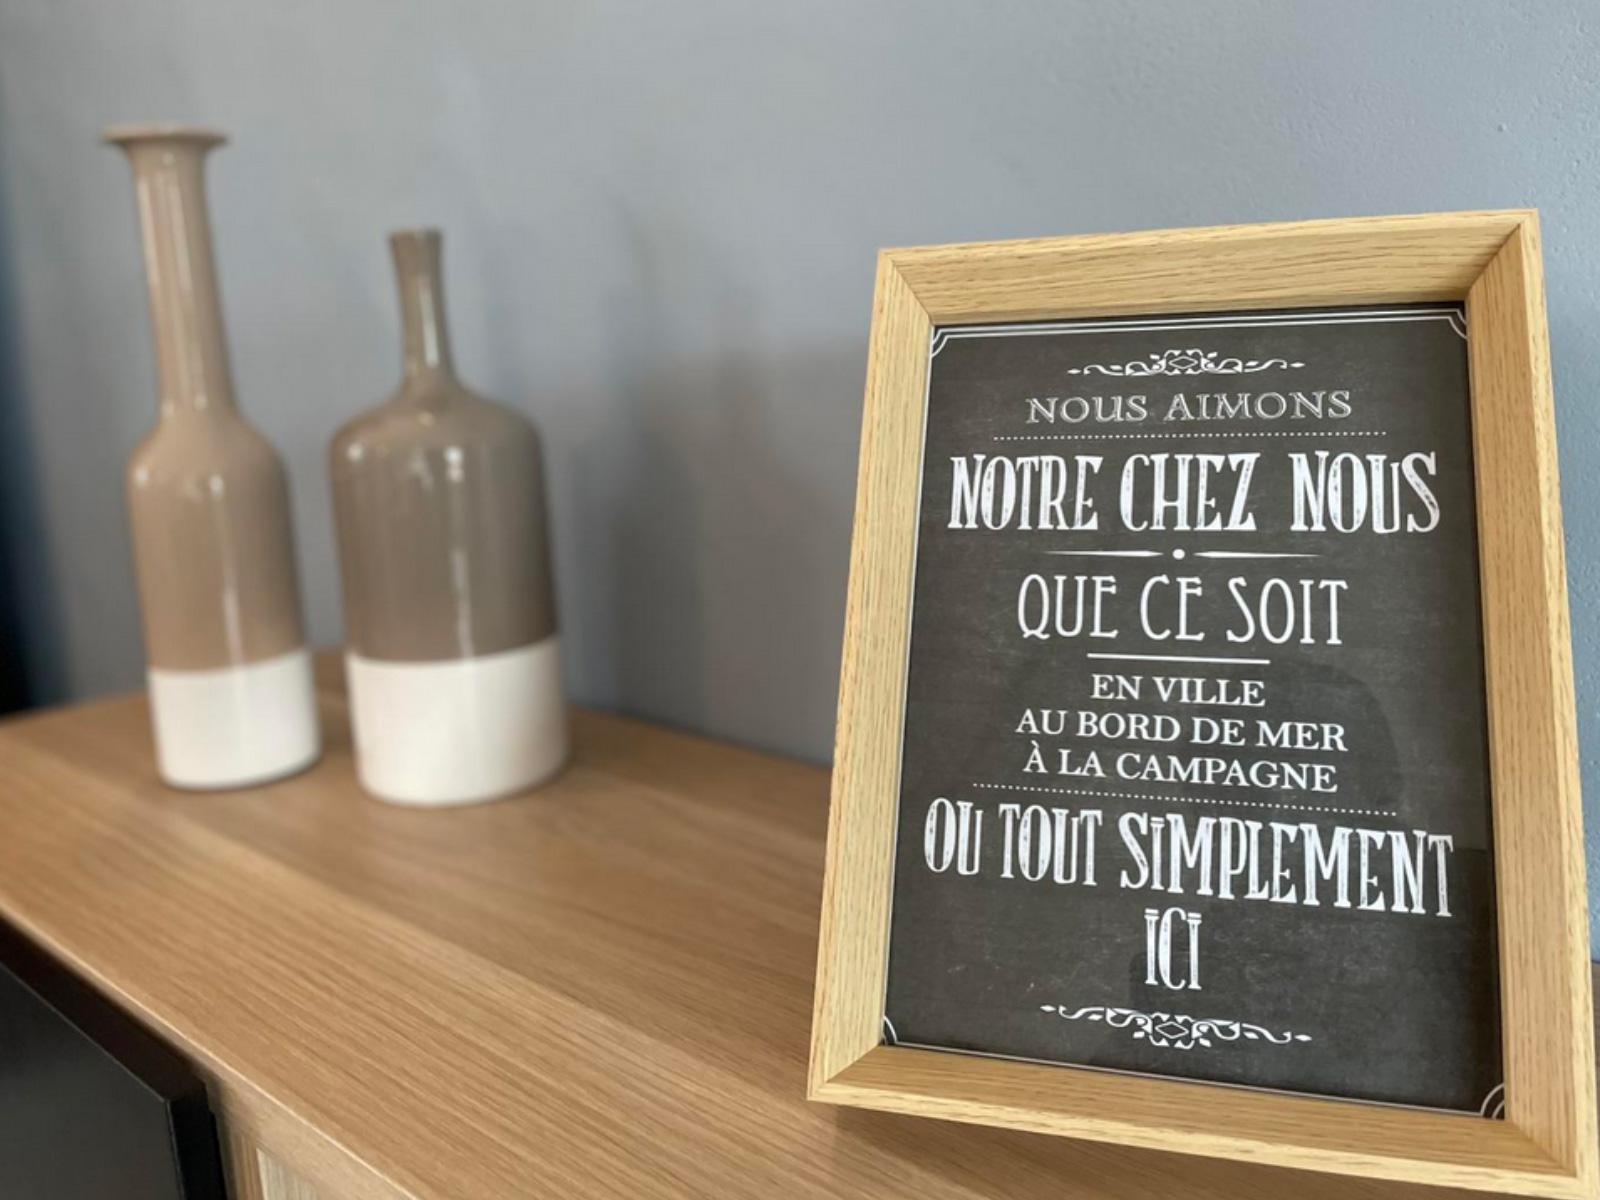 NOUS AIMONS
NOTRE CHEZ NOUS
QUE CE SOIT
EN VILLE
AU BORD DE MER
À LA CAMPAGNE
OU TOUT SIMPLEMENT
ICI